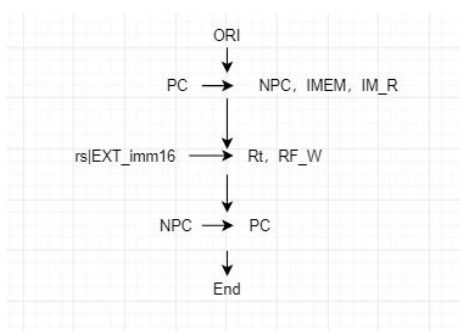 ORI
PC NPC, IMEM, IM_R
rs|EXT_imm16 Rt, RF_W
NPC PC
End